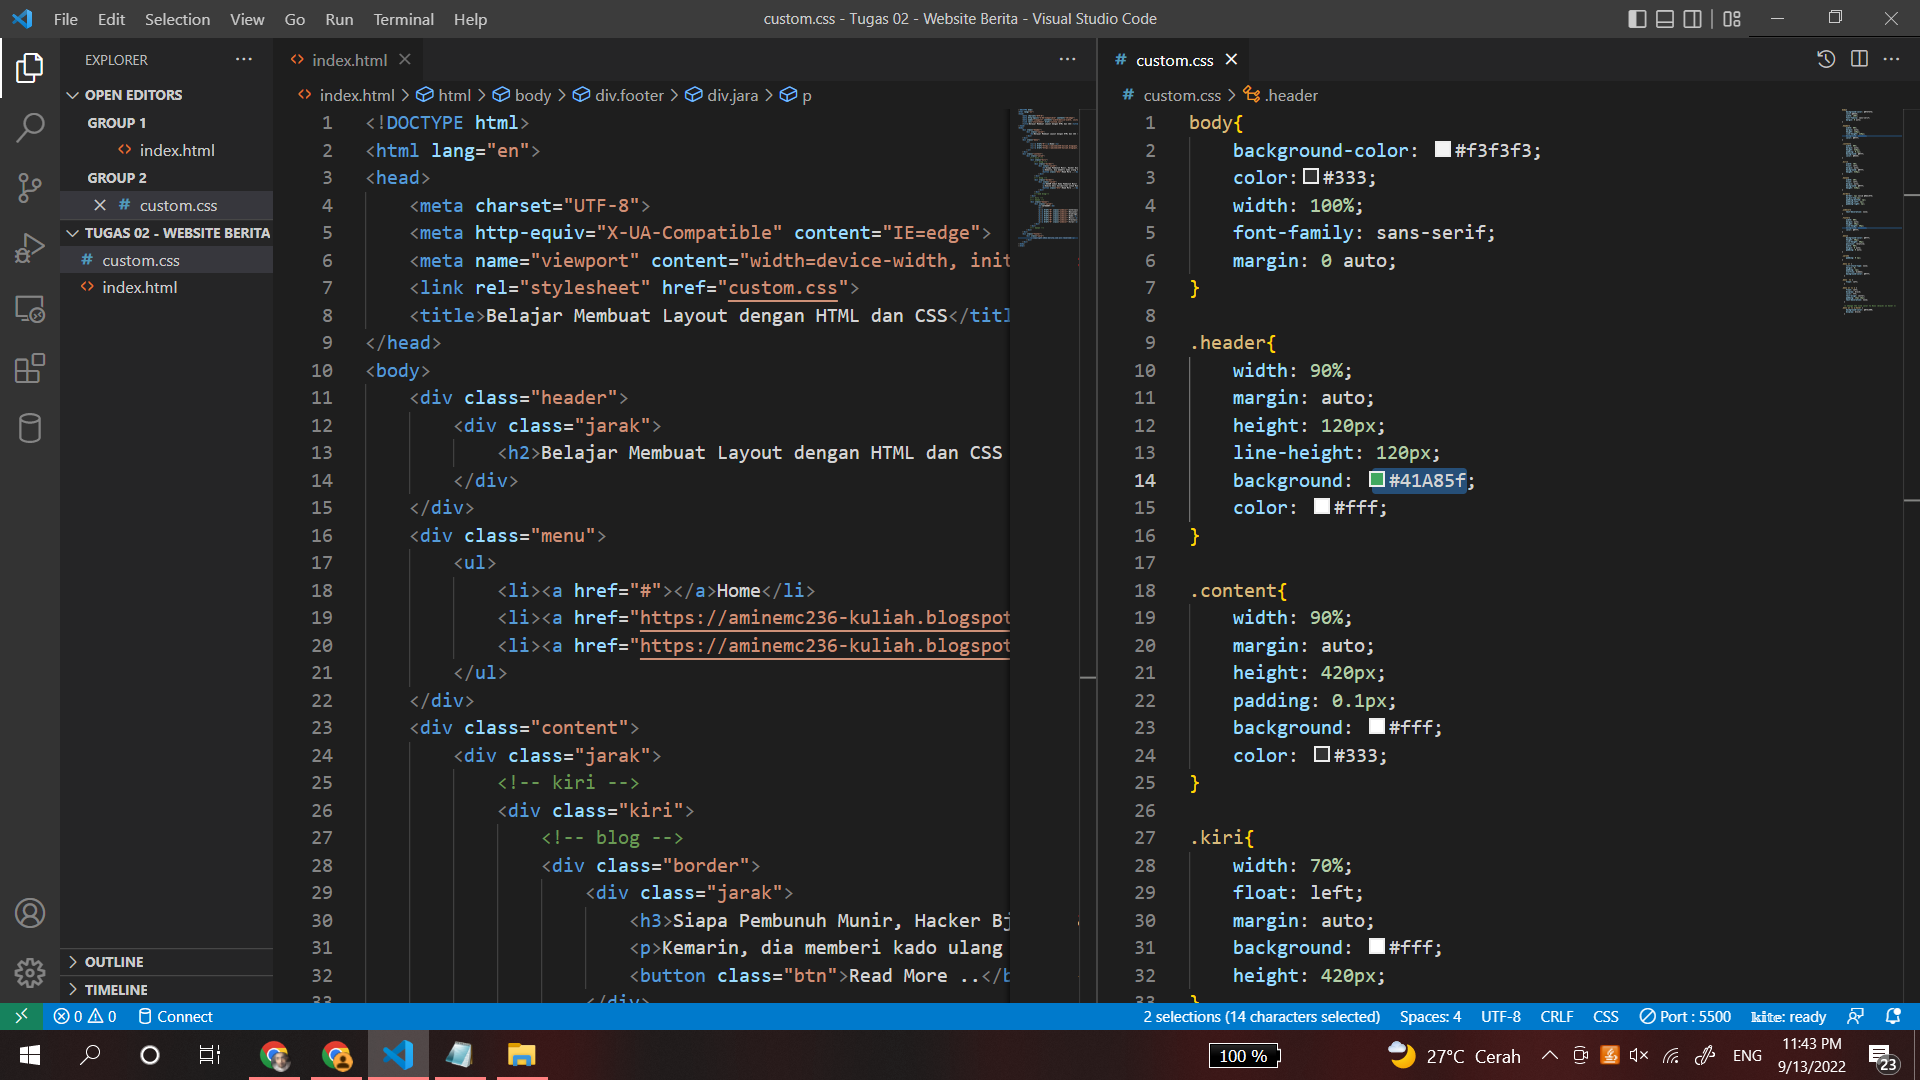 File Edit Selection View Go Run Terminal Help
custom.css - Tugas 02 - Website Berita - Visual Studio Code
EXPLORER
OPEN EDITORS
GROUP 1
index.html
GROUP 2
custom.css
TUGAS 02 - WEBSITE BERITA
custom.css
index.html
OUTLINE
TIMELINE
index.html
index.html > html > body > div.footer > div.jara > p
1 <!DOCTYPE html>
2 <html lang="en">
3 <head>
4 <meta charset="UTF-8">
5 <meta http-equiv="X-UA-Compatible" content="IE=edge">
6 <meta name="viewport" content="width=device-width, init
7 <link rel="stylesheet" href="custom.css">
8 <title>Belajar Membuat Layout dengan HTML dan CSS</titl
9 </head>
10 <body>
11 <div class="header">
12 <div class="jarak">
13 <h2>Belajar Membuat Layout dengan HTML dan CSS
14 </div>
15 </div>
16 <div class="menu">
17 <ul>
18 <li><a href="#"></a>Home</li>
19 <li><a href="https://aminemc236-kuliah.blogspot
20 <li><a href="https://aminemc236-kuliah.blogspot
21 </ul>
22 </div>
23 <div class="content">
24 <div class="jarak">
25 <!-- kiri -->
26 <div class="kiri">
27 <!-- blog -->
28 <div class="border">
29 <div class="jarak">
30 <h3>Siapa Pembunuh Munir, Hacker Bj
31 <p>Kemarin, dia memberi kado ulang
32 <button class="btn">Read More ..</b
33 </div>
custom.css
custom.css > .header
1 body{
2 background-color: #f3f3f3;
3 color: #333;
4 width: 100%;
5 font-family: sans-serif;
6 margin: 0 auto;
7 }
8
9 .header{
10 width: 90%;
11 margin: auto;
12 height: 120px;
13 line-height: 120px;
14 background: #41A85f;
15 color: #fff;
16 }
17
18 .content{
19 width: 90%;
20 margin: auto;
21 height: 420px;
22 padding: 0.1px;
23 background: #fff;
24 color: #333;
25 }
26
27 .kiri{
28 width: 70%;
29 float: left;
30 margin: auto;
31 background: #fff;
32 height: 420px;
33 }
0 0 Connect
2 selections (14 characters selected) Spaces: 4 UTF-8 CRLF CSS Port : 5500 kite: ready
100 %
27°C Cerah
ENG
11:43 PM
9/13/2022
23